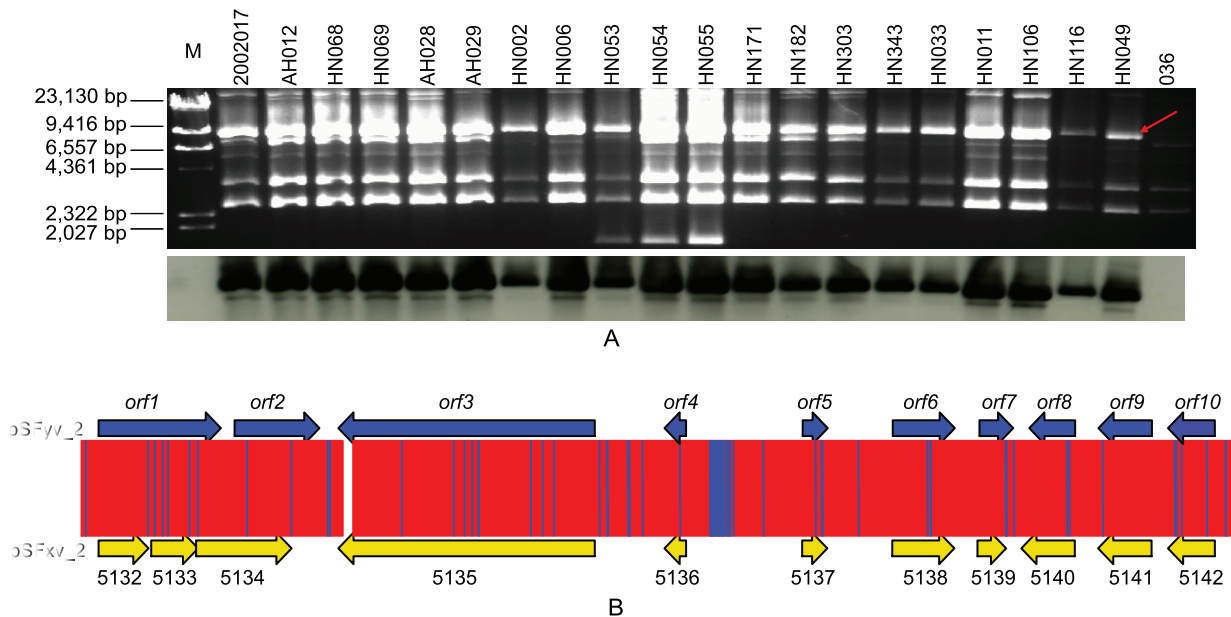 M 2002017 AH012 HN068 HN069 AH028 AH029 HN002 HN006 HN053 HN054 HN055 HN171 HN182 HN303 HN343 HN033 HN011 HN106 HN116 HN049 036
23,130 bp
9,416 bp
6,557 bp
4,361 bp
2,322 bp
2,027 bp
A
orf1 orf2 orf3 orf4 orf5 orf6 orf7 orf8 orf9 orf10
5132 5133 5134 5135 5136 5137 5138 5139 5140 5141 5142
B